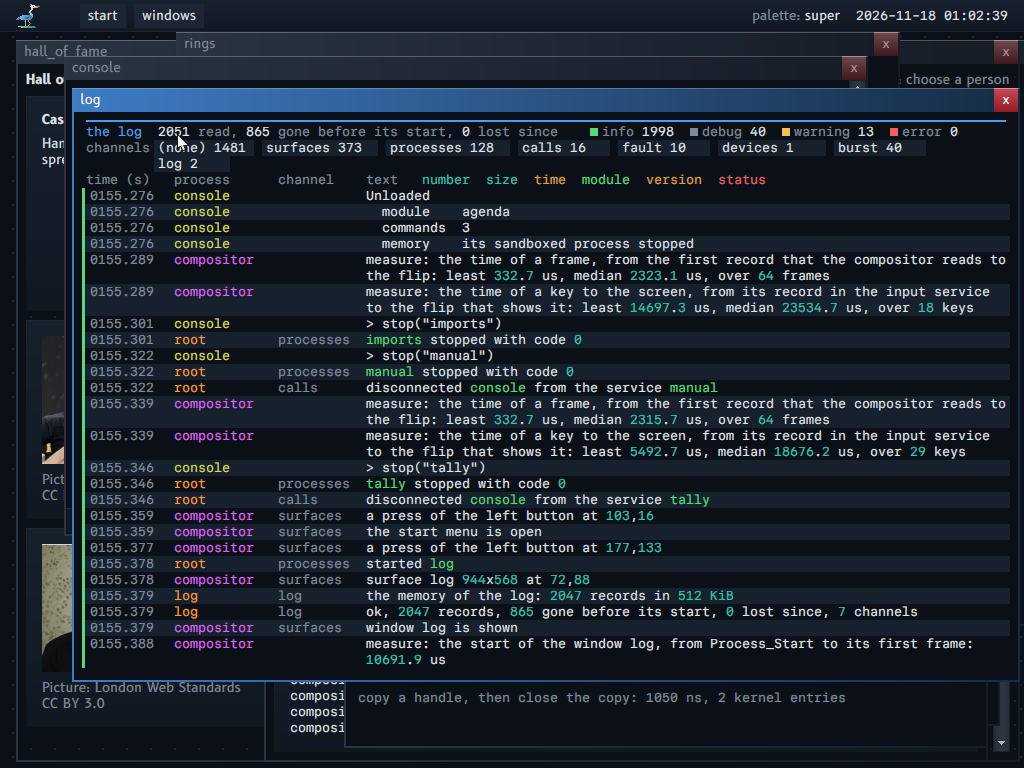 start windows palette: super 2026-11-18 01:02:39
rings x
hall_of_fame x
console x
Hall o choose a person
log x
the log 2051 read, 865 gone before its start, 0 lost since info 1998 debug 40 warning 13 error 0
channels (none) 1481 surfaces 373 processes 128 calls 16 fault 10 devices 1 burst 40
log 2
time (s) process channel text number size time module version status
0155.276 console Unloaded
0155.276 console module agenda
0155.276 console commands 3
0155.276 console memory its sandboxed process stopped
0155.289 compositor measure: the time of a frame, from the first record that the compositor reads to
the flip: least 332.7 us, median 2323.1 us, over 64 frames
0155.289 compositor measure: the time of a key to the screen, from its record in the input service
to the flip that shows it: least 14697.3 us, median 23534.7 us, over 18 keys
0155.301 console > stop("imports")
0155.301 root processes imports stopped with code 0
0155.322 console > stop("manual")
0155.322 root processes manual stopped with code 0
0155.322 root calls disconnected console from the service manual
0155.339 compositor measure: the time of a frame, from the first record that the compositor reads to
the flip: least 332.7 us, median 2315.7 us, over 64 frames
0155.339 compositor measure: the time of a key to the screen, from its record in the input service
to the flip that shows it: least 5492.7 us, median 18676.2 us, over 29 keys
0155.346 console > stop("tally")
0155.346 root processes tally stopped with code 0
0155.346 root calls disconnected console from the service tally
0155.359 compositor surfaces a press of the left button at 103,16
0155.359 compositor surfaces the start menu is open
0155.377 compositor surfaces a press of the left button at 177,133
0155.378 root processes started log
0155.378 compositor surfaces surface log 944x568 at 72,88
0155.379 log log the memory of the log: 2047 records in 512 KiB
0155.379 log log ok, 2047 records, 865 gone before its start, 0 lost since, 7 channels
0155.379 compositor surfaces window log is shown
0155.388 compositor measure: the start of the window log, from Process_Start to its first frame:
10691.9 us
Cas
Han
spre
Pict
CC
Picture: London Web Standards
CC BY 3.0
composi
composi
composi
copy a handle, then close the copy: 1050 ns, 2 kernel entries